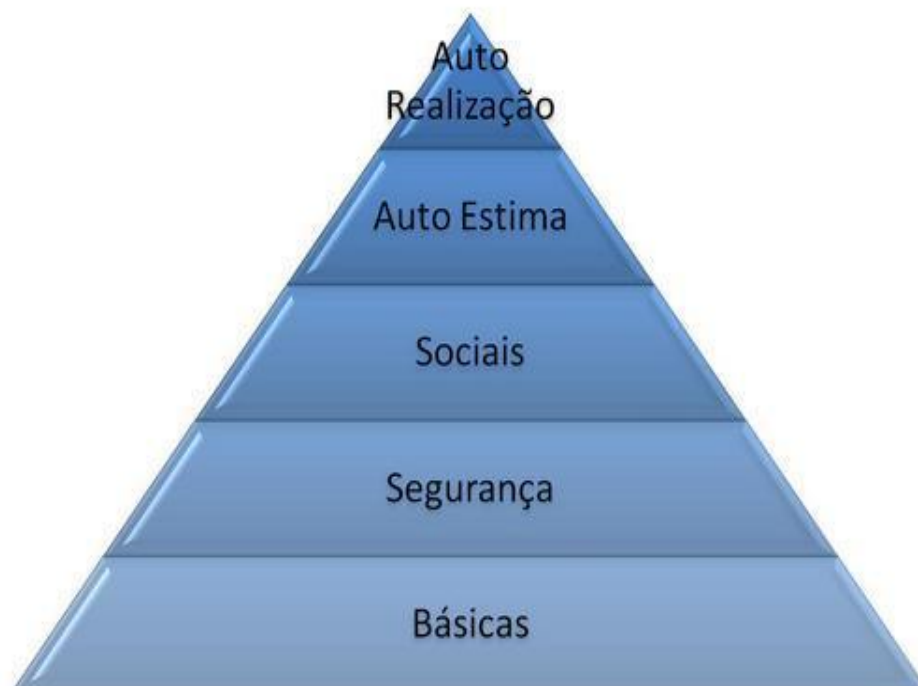 Auto
Realização
Auto Estima
Sociais
Segurança
Básicas